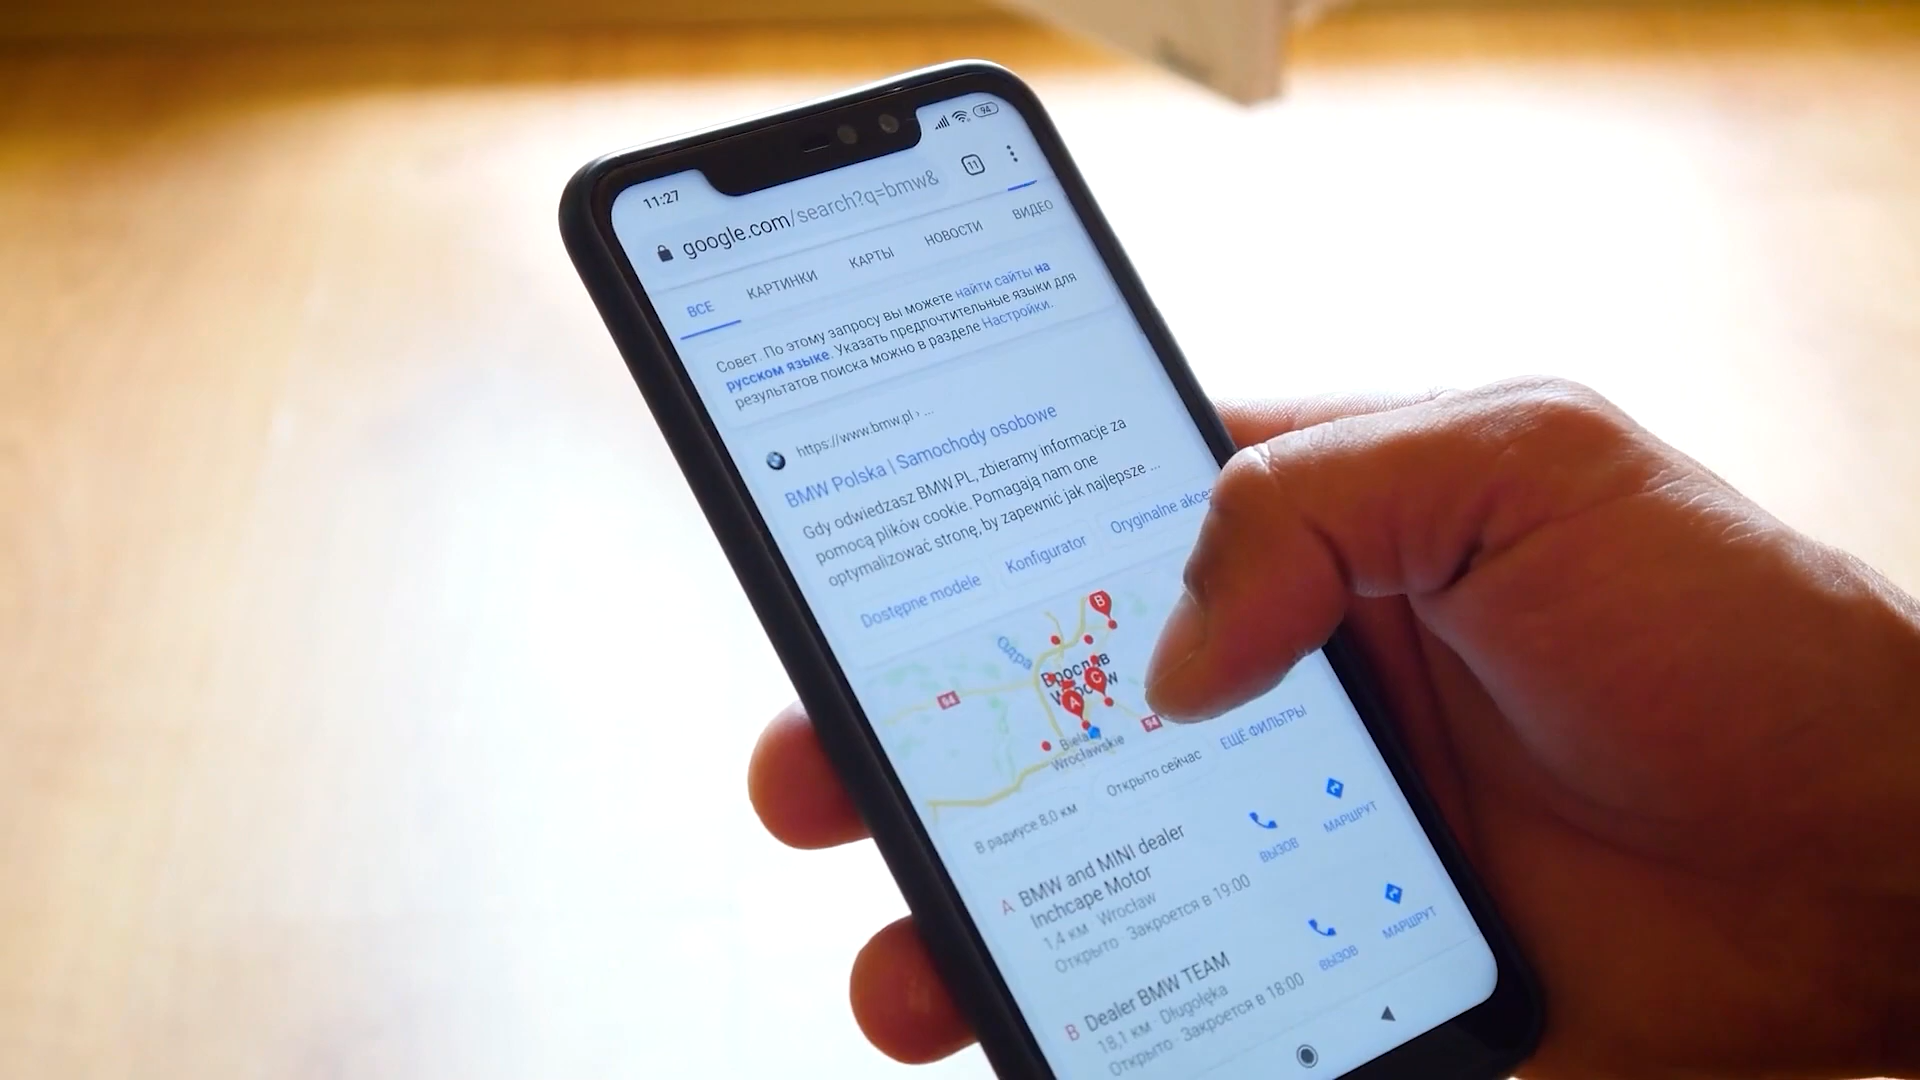 11:27
94
google.com/search?q=bmw&
11
ВСЕ
КАРТИНКИ
КАРТЫ
НОВОСТИ
ВИДЕО
Совет. По этому запросу вы можете найти сайты на
русском языке. Указать предпочтительные языки для
результатов поиска можно в разделе Настройки.
https://www.bmw.pl › ...
BMW Polska | Samochody osobowe
Gdy odwiedzasz BMW.PL, zbieramy informacje za
pomocą plików cookie. Pomagają nam one
optymalizować stronę, by zapewnić jak najlepsze ...
Dostępne modele
Konfigurator
Oryginalne akce
B
Одра
Врослав
C
A
94
94
Bielany
Wrocławskie
В радиусе 8,0 км
Открыто сейчас
ЕЩЁ ФИЛЬТРЫ
A BMW and MINI dealer
Inchcape Motor
1,4 км · Wrocław
Открыто · Закроется в 19:00
ВЫЗОВ
МАРШРУТ
B Dealer BMW TEAM
18,1 км · Długołęka
Открыто · Закроется в 18:00
ВЫЗОВ
МАРШРУТ